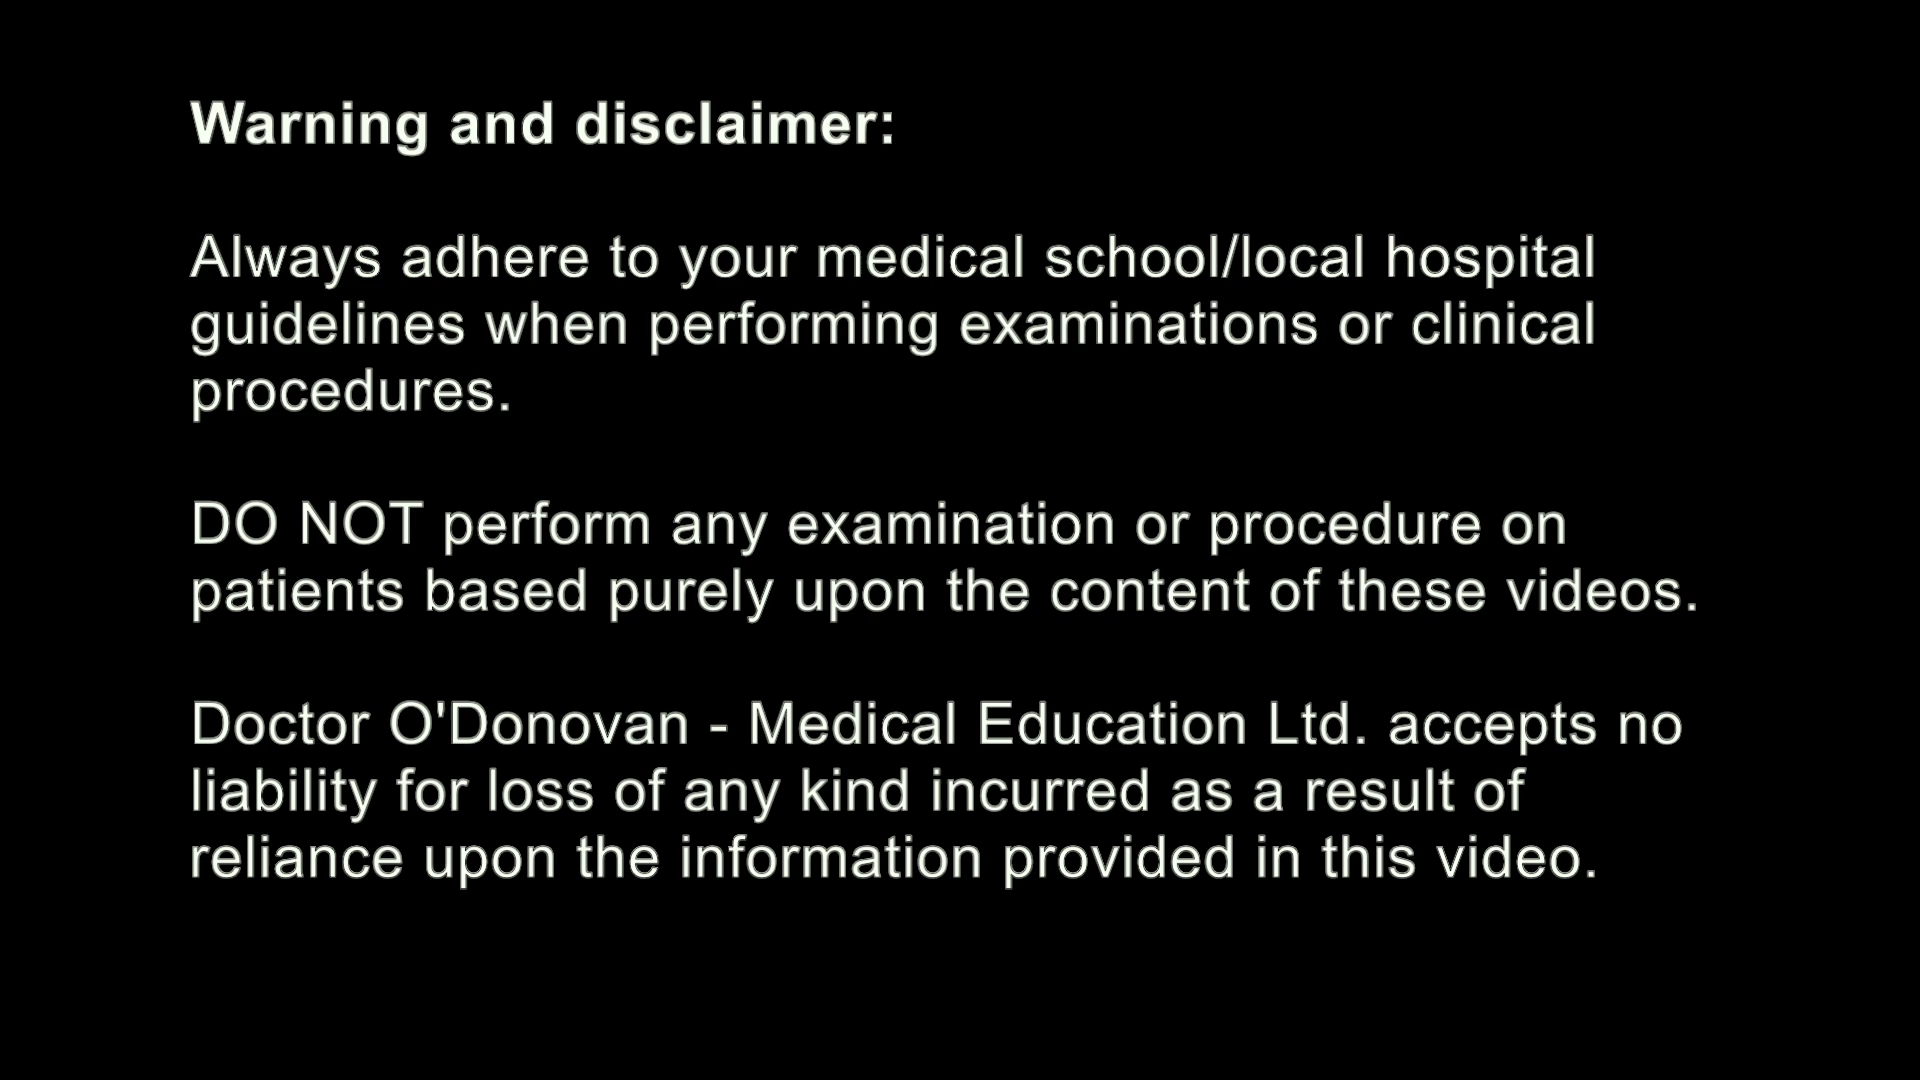 Warning and disclaimer:
Always adhere to your medical school/local hospital
guidelines when performing examinations or clinical
procedures.
DO NOT perform any examination or procedure on
patients based purely upon the content of these videos.
Doctor O'Donovan - Medical Education Ltd. accepts no
liability for loss of any kind incurred as a result of
reliance upon the information provided in this video.